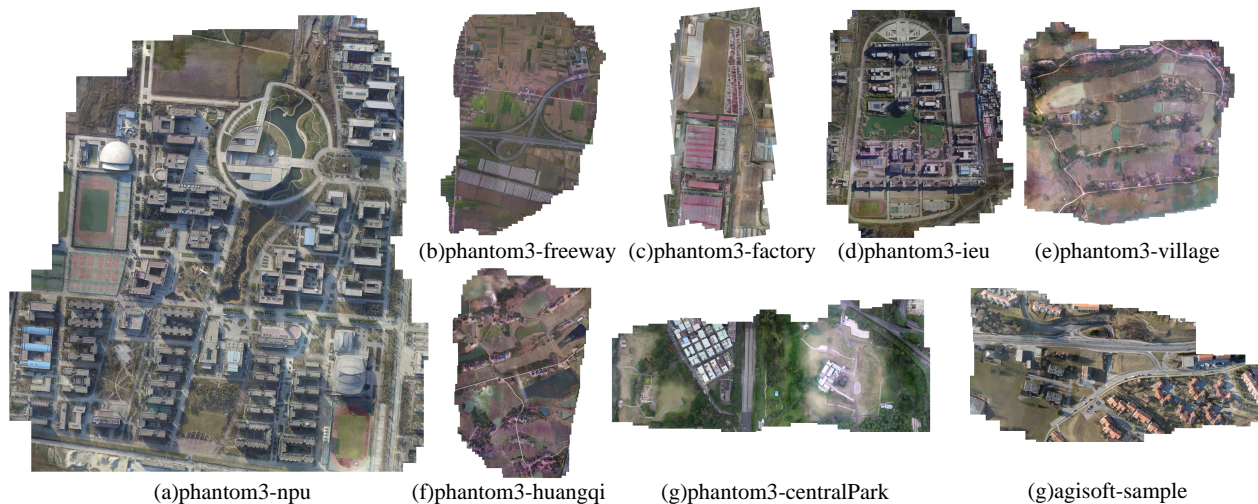 (b)phantom3-freeway
(c)phantom3-factory
(d)phantom3-ieu
(e)phantom3-village
(a)phantom3-npu
(f)phantom3-huangqi
(g)phantom3-centralPark
(g)agisoft-sample